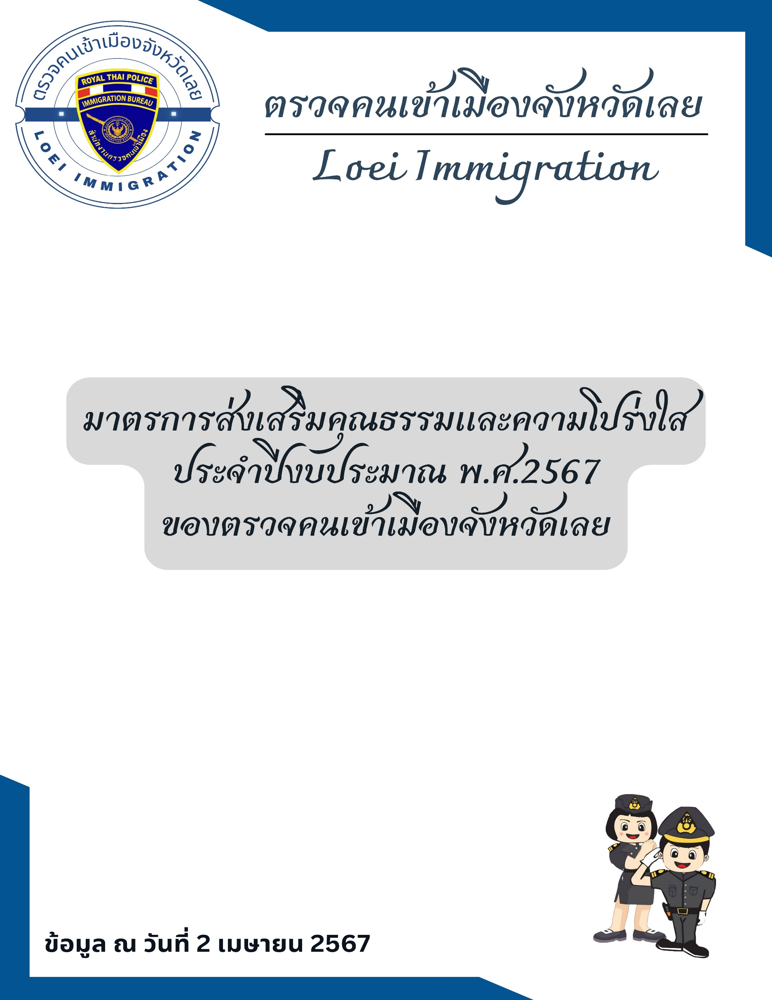 ตรวจคนเข้าเมืองจังหวัดเลย
ROYAL THAI POLICE
IMMIGRATION BUREAU
สำนักงานตรวจคนเข้าเมือง
LOEI IMMIGRATION
ตรวจคนเข้าเมืองจังหวัดเลย
Loei Immigration
มาตรการส่งเสริมคุณธรรมและความโปร่งใส
ประจำปีงบประมาณ พ.ศ.2567
ของตรวจคนเข้าเมืองจังหวัดเลย
ข้อมูล ณ วันที่ 2 เมษายน 2567